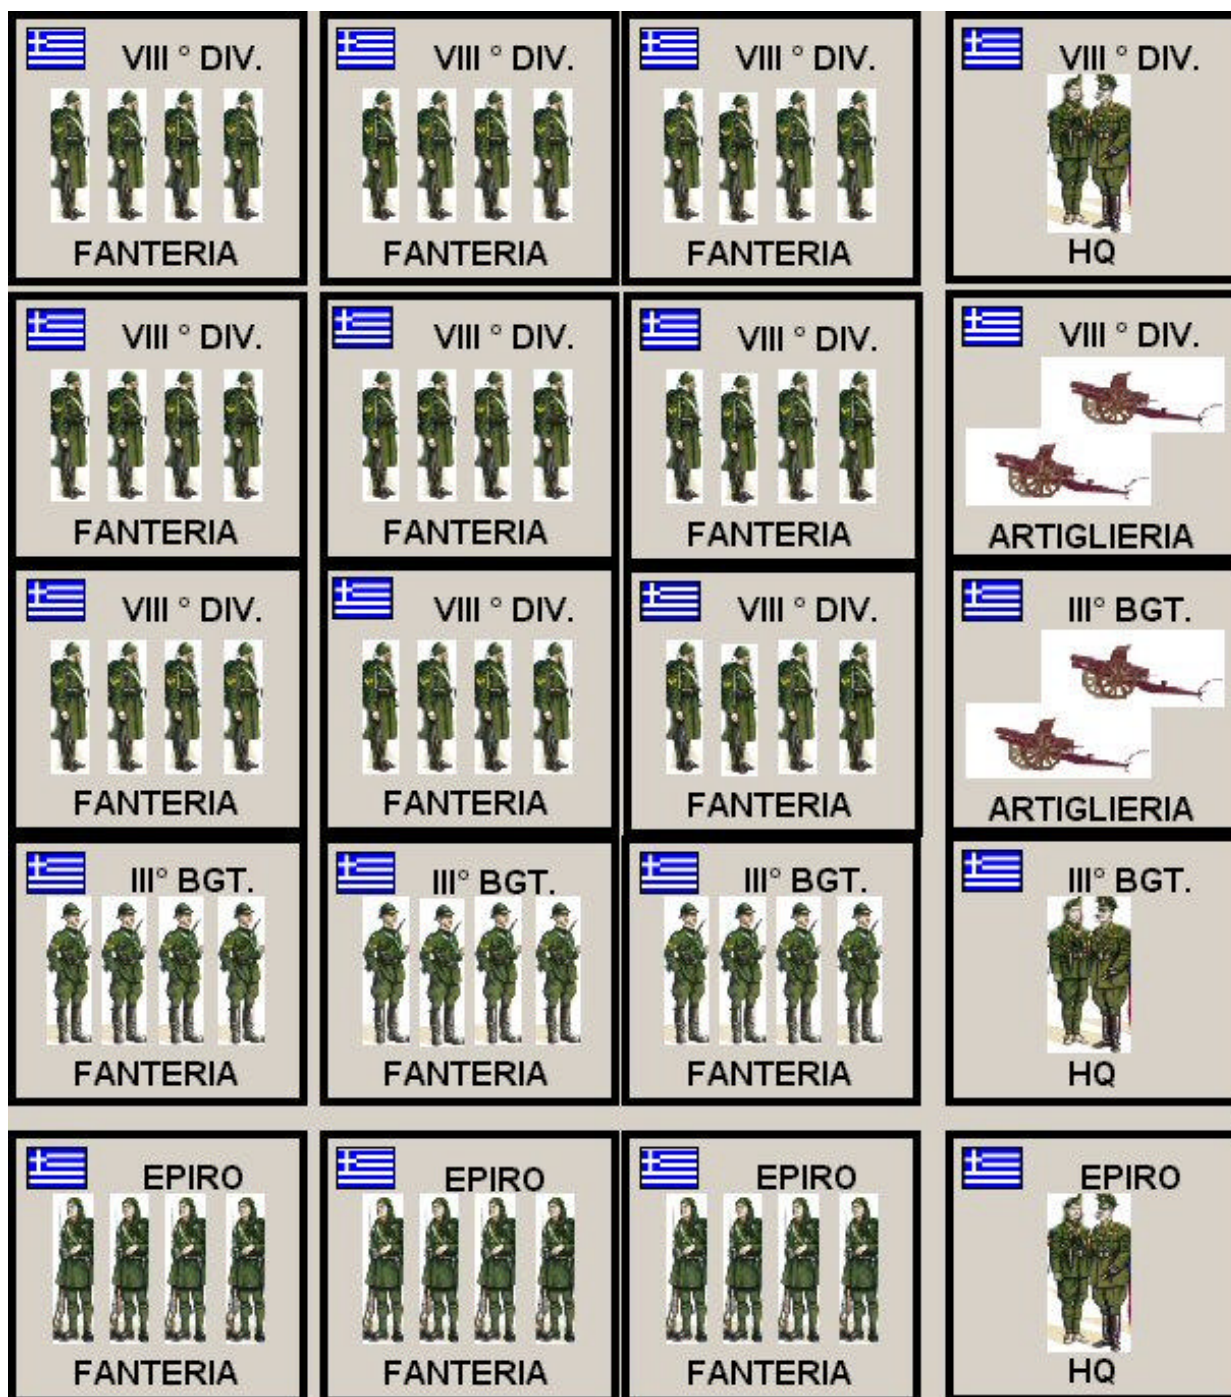 VIII ° DIV.
FANTERIA
VIII ° DIV.
FANTERIA
VIII ° DIV.
FANTERIA
VIII ° DIV.
HQ
VIII ° DIV.
FANTERIA
VIII ° DIV.
FANTERIA
VIII ° DIV.
FANTERIA
VIII ° DIV.
ARTIGLIERIA
VIII ° DIV.
FANTERIA
VIII ° DIV.
FANTERIA
VIII ° DIV.
FANTERIA
III° BGT.
ARTIGLIERIA
III° BGT.
FANTERIA
III° BGT.
FANTERIA
III° BGT.
FANTERIA
III° BGT.
HQ
EPIRO
FANTERIA
EPIRO
FANTERIA
EPIRO
FANTERIA
EPIRO
HQ